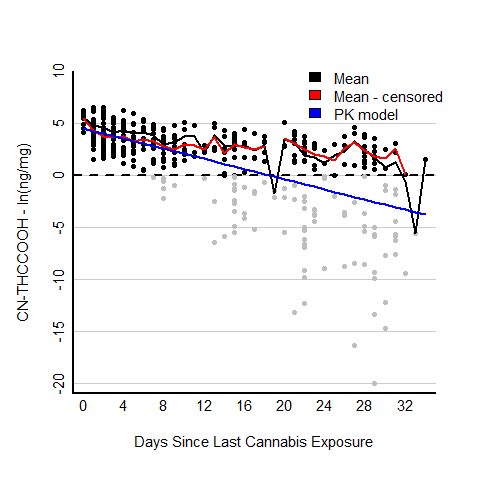 Mean
Mean - censored
PK model
10
5
0
-5
-10
-15
-20
CN-THCCOOH - ln(ng/mg)
0 4 8 12 16 20 24 28 32
Days Since Last Cannabis Exposure